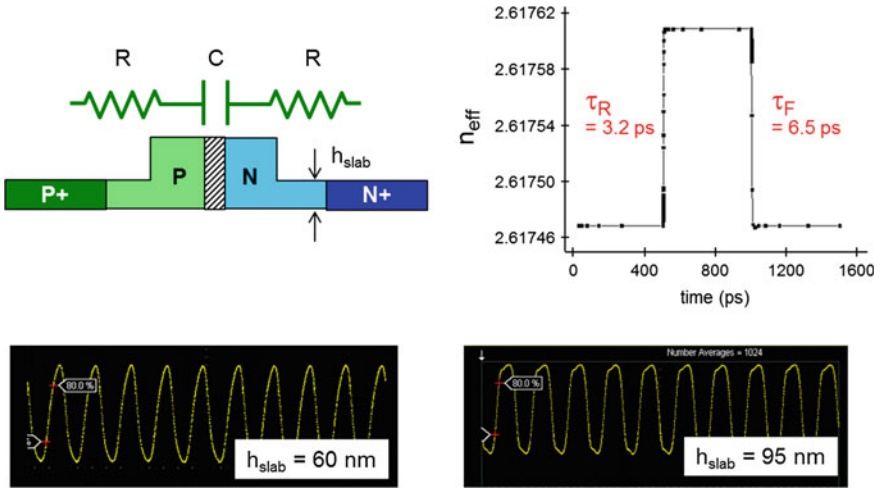 R C R
P N
h_slab
P+ N+
2.61762
2.61758
2.61754
2.61750
2.61746
n_eff
τ_R
= 3.2 ps
τ_F
= 6.5 ps
0 400 800 1200 1600
time (ps)
80.0 %
h_slab = 60 nm
Number Averages = 1024
80.0 %
h_slab = 95 nm